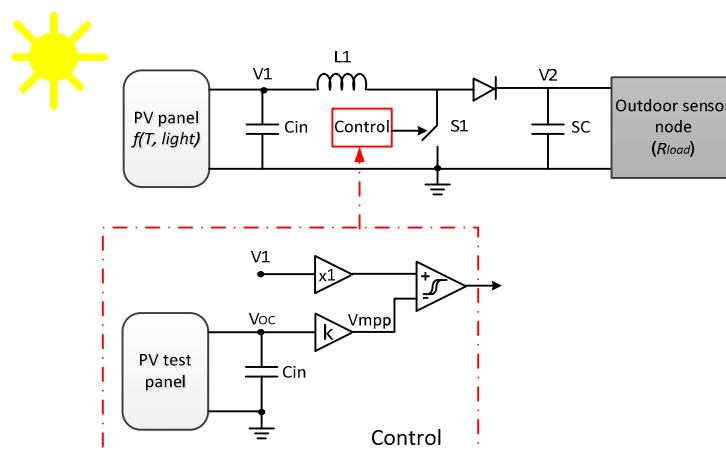 V1
L1
V2
PV panel
f(T, light)
Cin
Control
S1
SC
Outdoor sensor
node
(Rload)
V1
x1
+
-
Voc
k
Vmpp
PV test
panel
Cin
Control